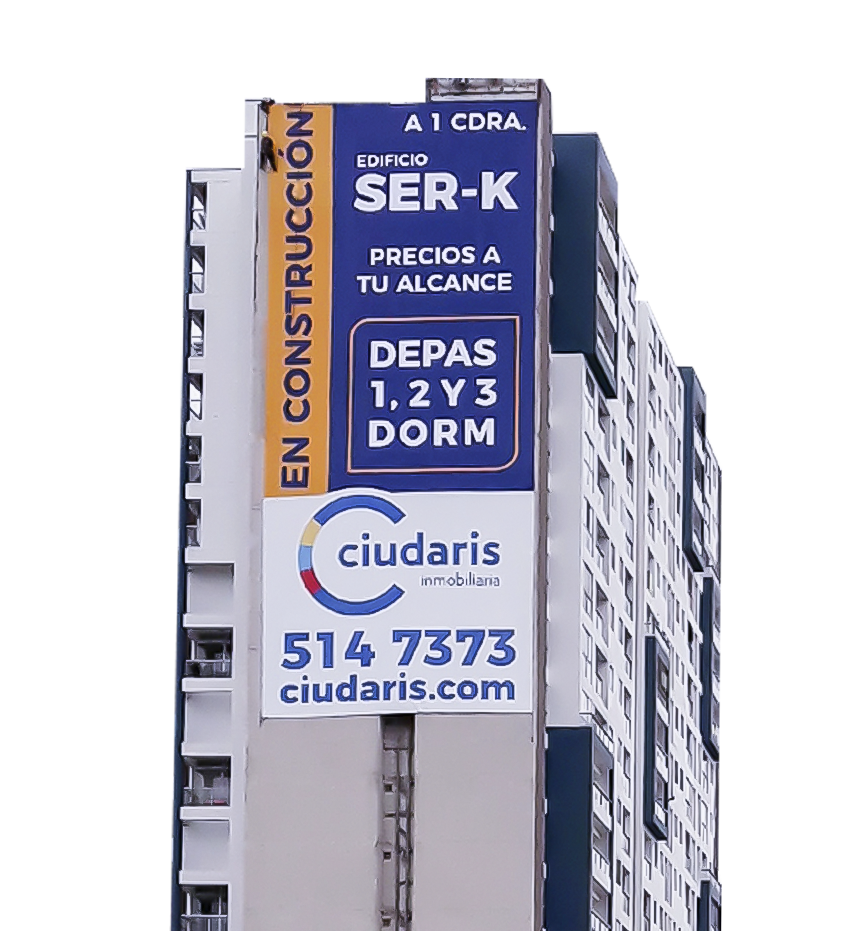 EN CONSTRUCCIÓN
A 1 CDRA.
EDIFICIO
SER-K
PRECIOS A
TU ALCANCE
DEPAS
1, 2 Y 3
DORM
ciudaris
inmobiliaria
514 7373
ciudaris.com